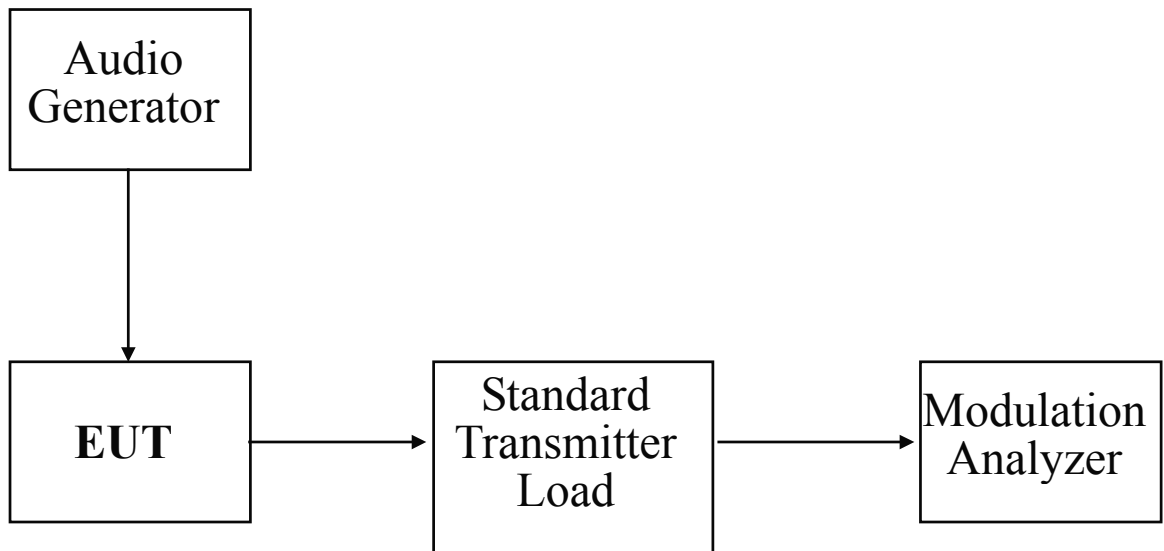 Audio
Generator
EUT
Standard
Transmitter
Load
Modulation
Analyzer